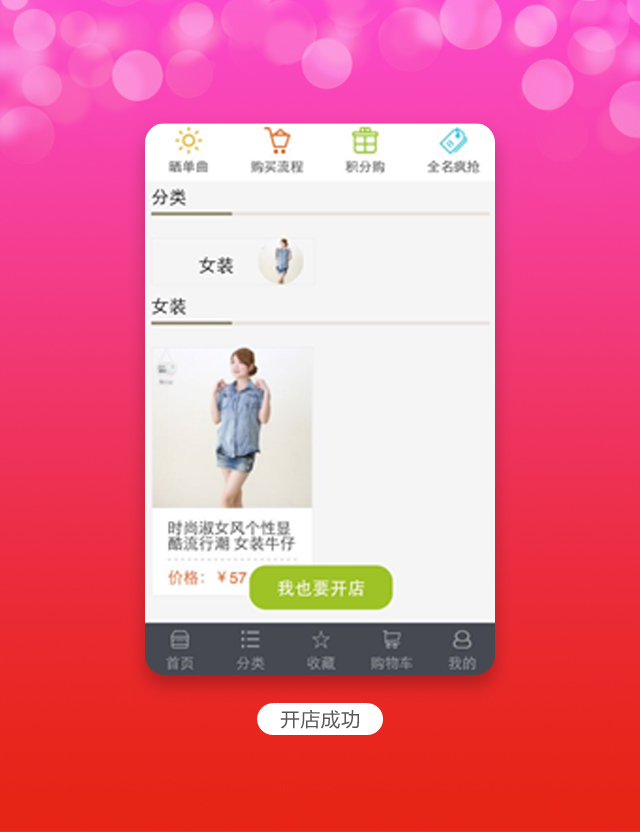 晒单曲 购买流程 积分购 全名疯抢
分类
女装
女装
时尚淑女风个性显
酷流行潮 女装牛仔
价格：￥57
我也要开店
首页 分类 收藏 购物车 我的
开店成功